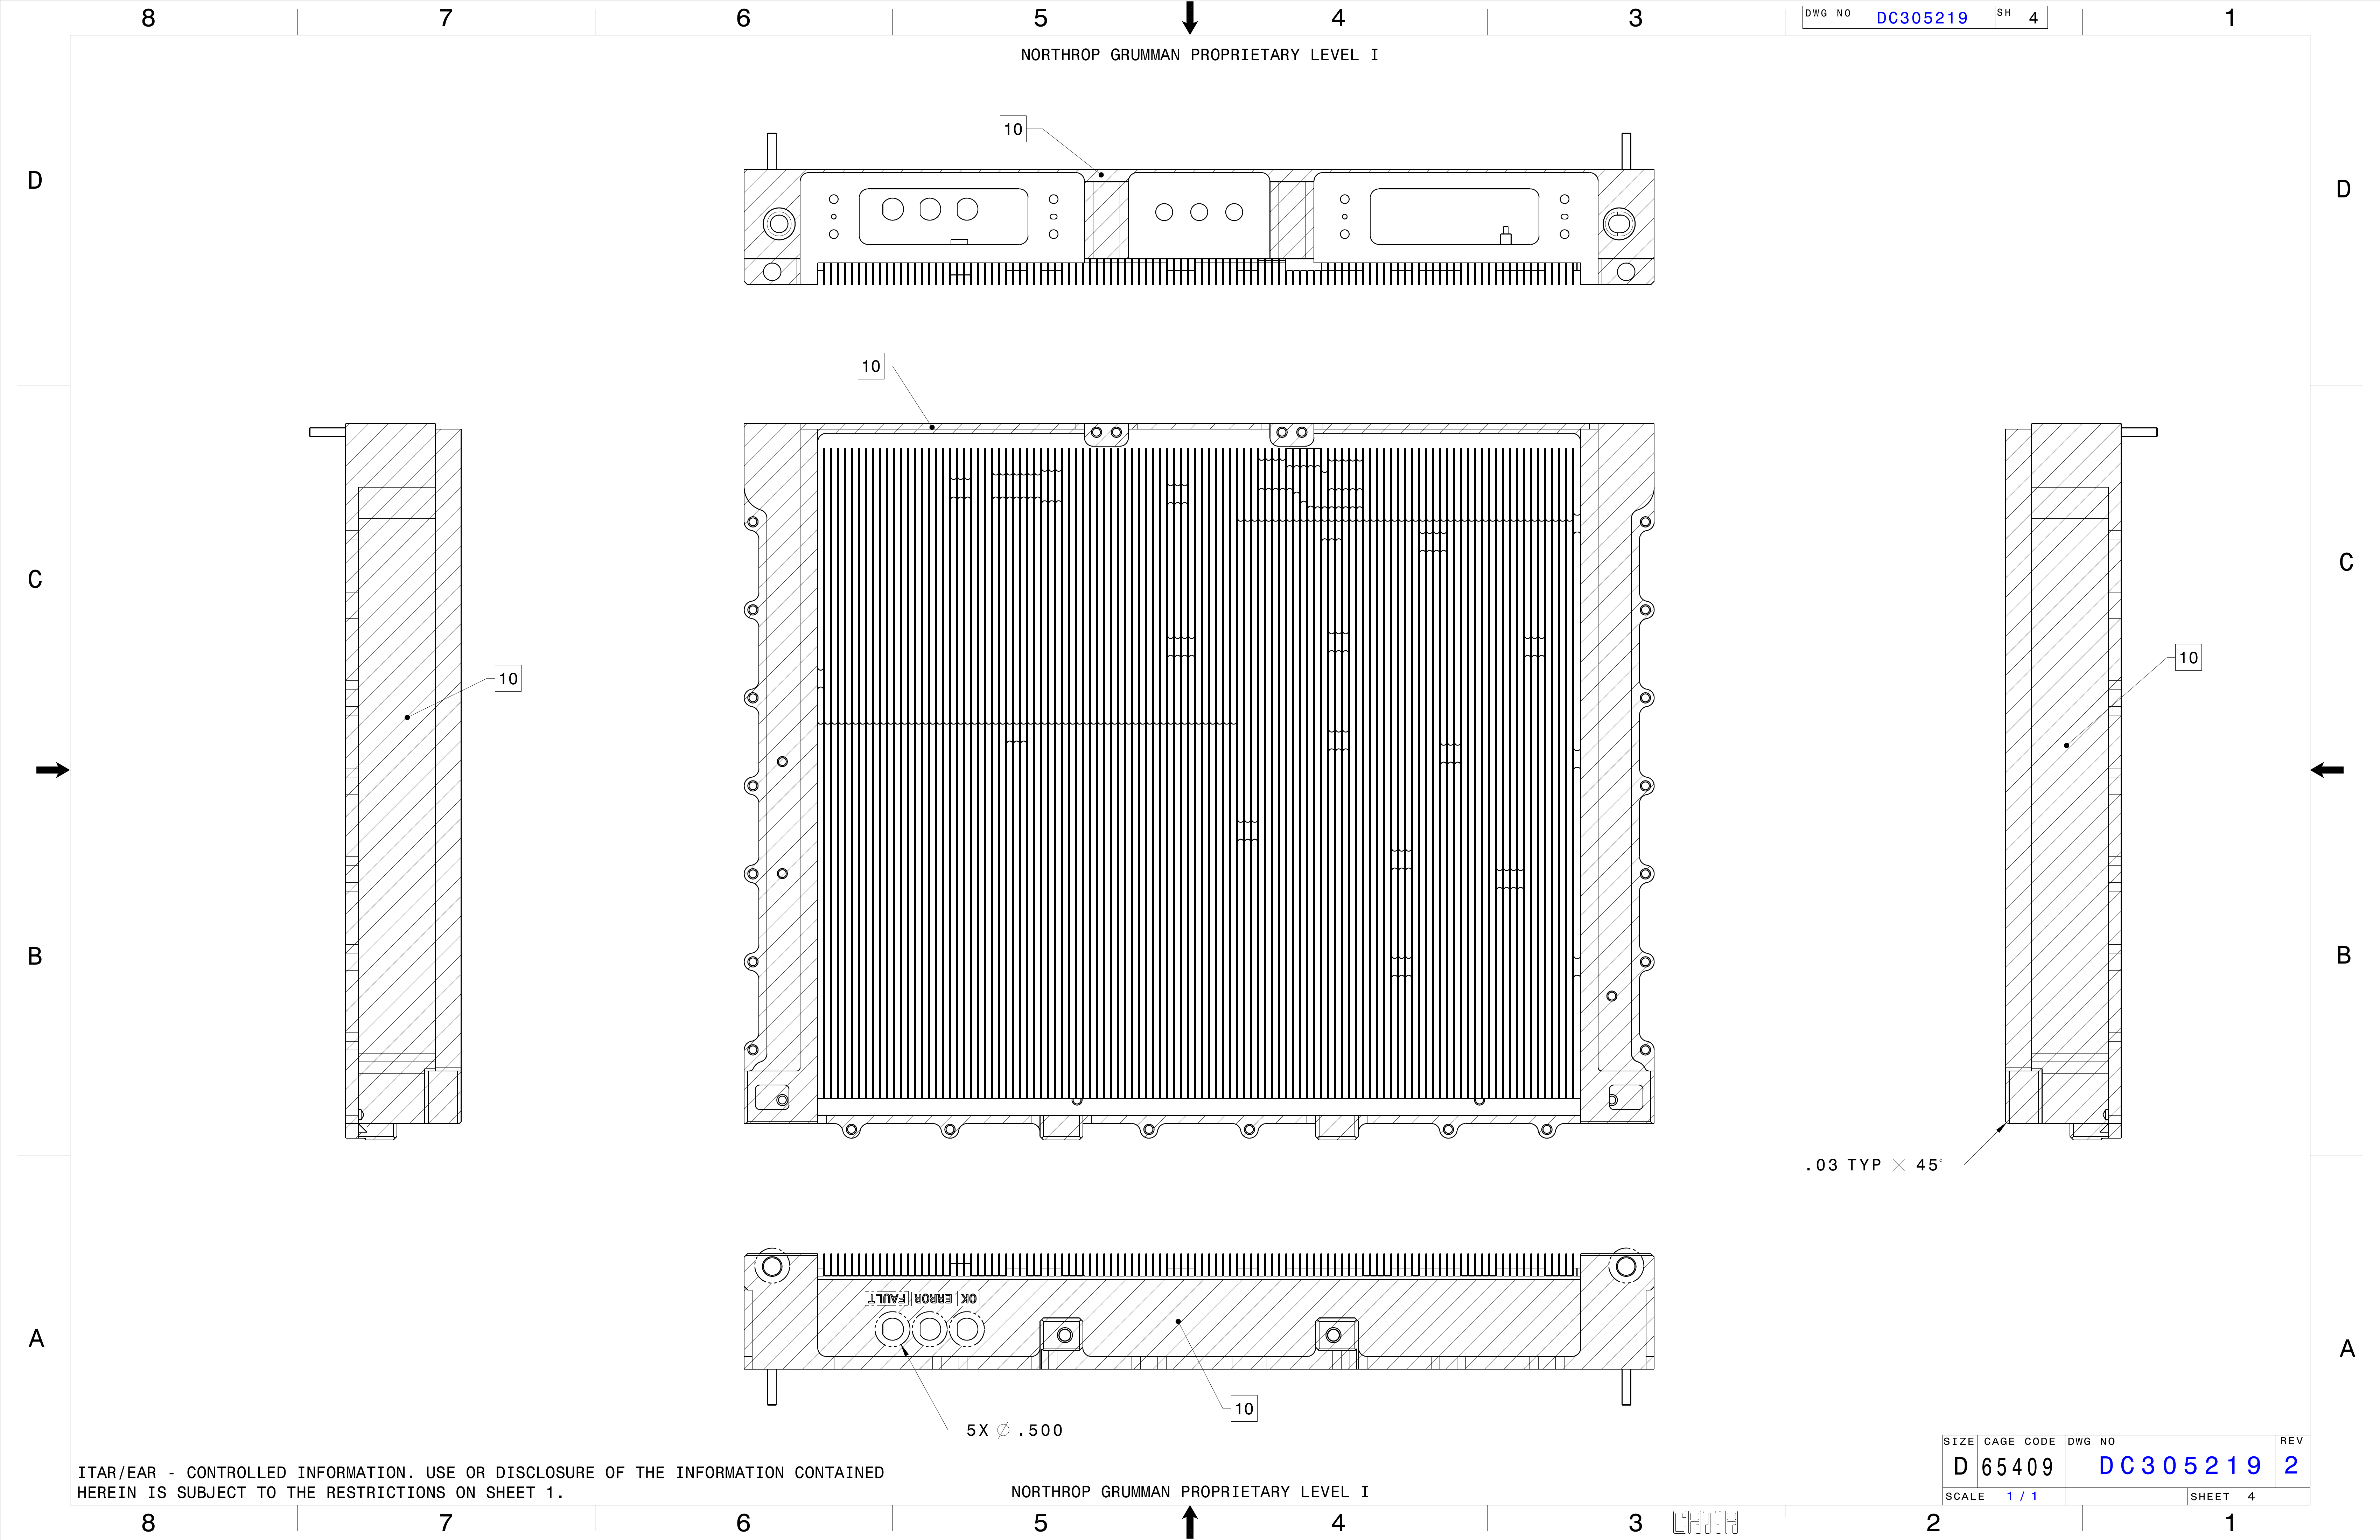 8 7 6 5 4 3 1
DWG NO DC305219 SH 4
NORTHROP GRUMMAN PROPRIETARY LEVEL I
10
D D
10
C C
10
10
B B
.03 TYP × 45°
FAULT ERROR OK
A A
10
5X ∅ .500
SIZE CAGE CODE DWG NO REV
D 65409 DC305219 2
SCALE 1 / 1 SHEET 4
ITAR/EAR - CONTROLLED INFORMATION. USE OR DISCLOSURE OF THE INFORMATION CONTAINED
HEREIN IS SUBJECT TO THE RESTRICTIONS ON SHEET 1.
NORTHROP GRUMMAN PROPRIETARY LEVEL I
8 7 6 5 4 3 CATIA 2 1